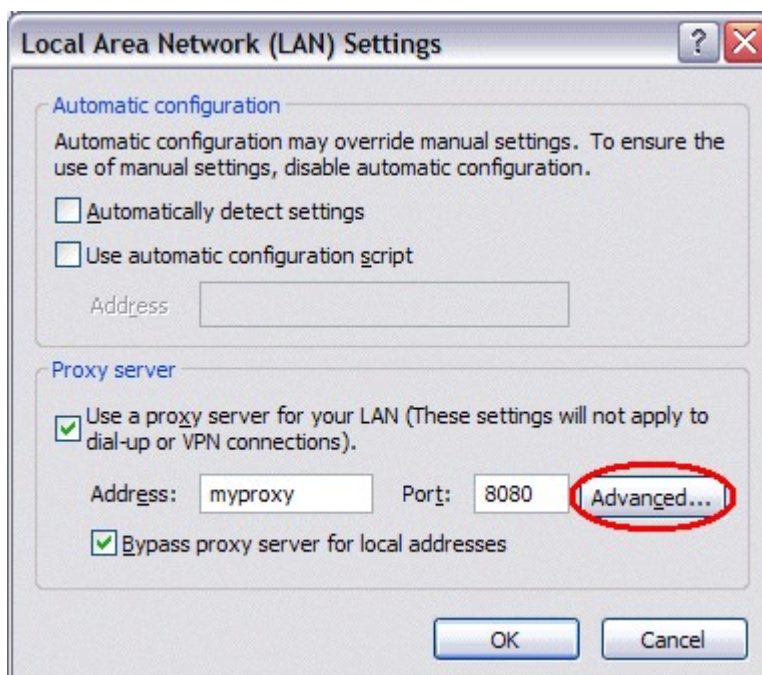 Local Area Network (LAN) Settings
?
Automatic configuration
Automatic configuration may override manual settings. To ensure the
use of manual settings, disable automatic configuration.
Automatically detect settings
Use automatic configuration script
Address
Proxy server
Use a proxy server for your LAN (These settings will not apply to
dial-up or VPN connections).
Address: myproxy Port: 8080 Advanced...
Bypass proxy server for local addresses
OK Cancel